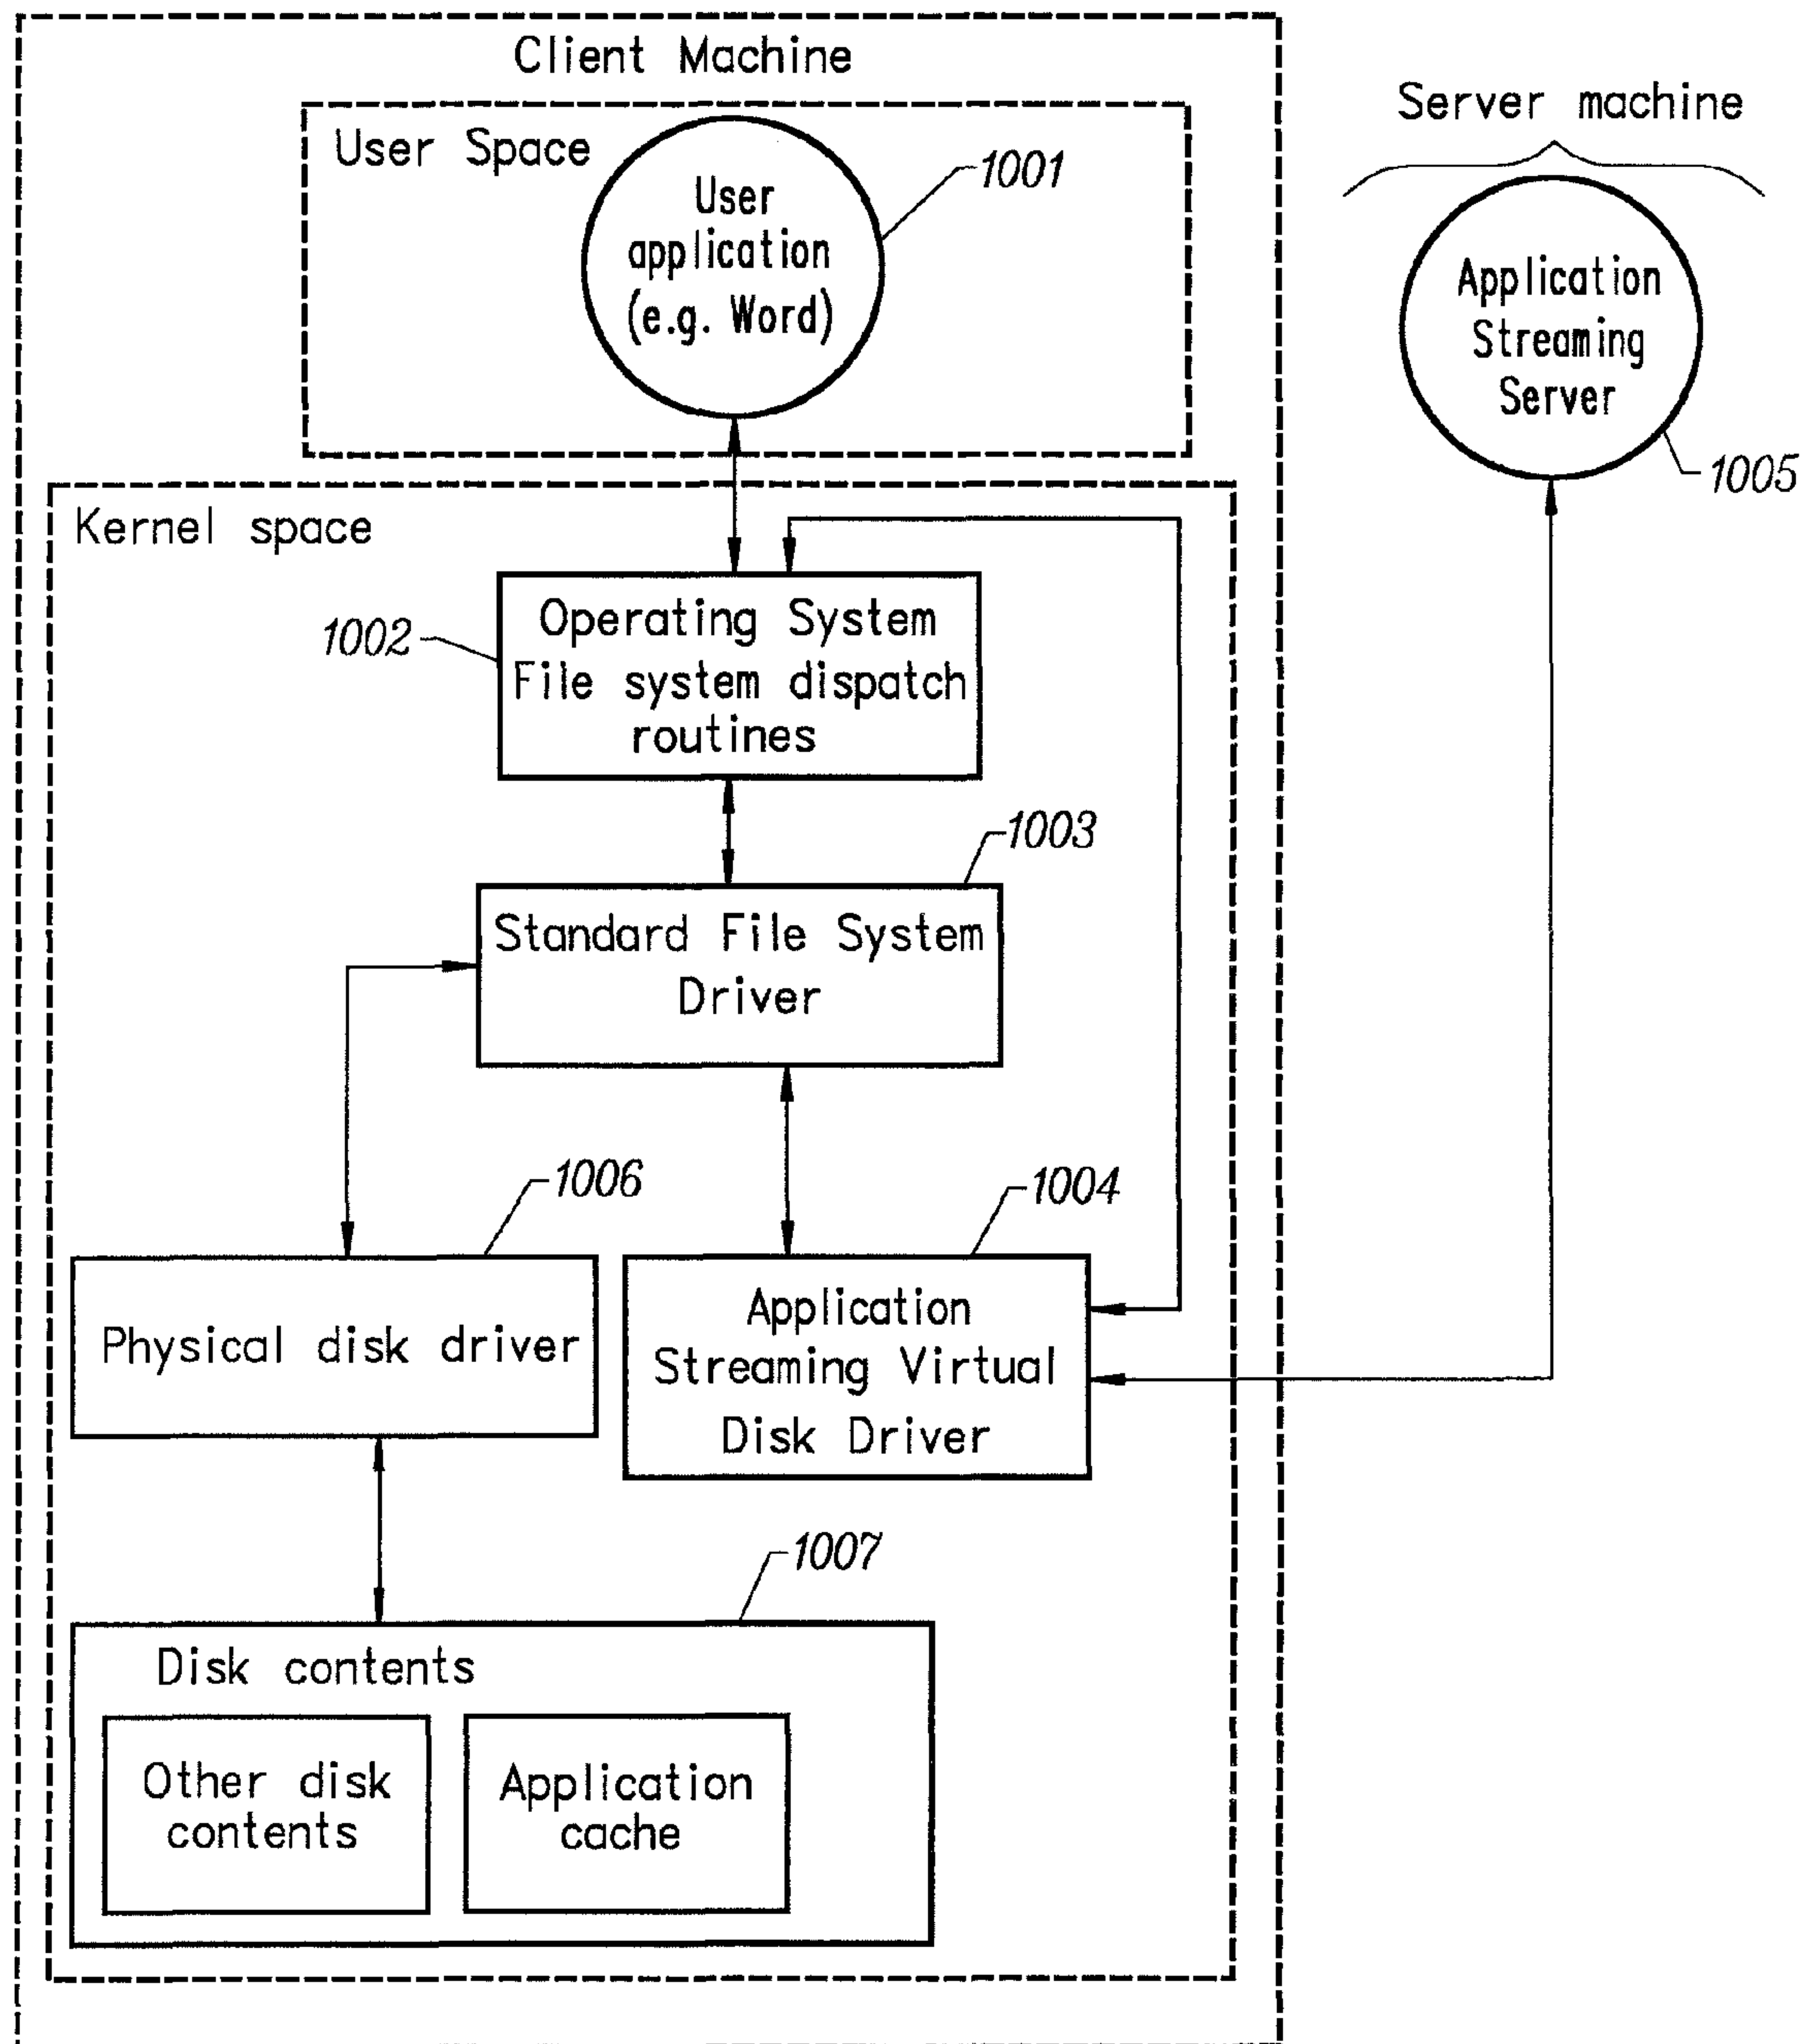 Client Machine
Server machine
User Space
1001
User
application
(e.g. Word)
Application
Streaming
Server
1005
Kernel space
1002
Operating System
File system dispatch
routines
1003
Standard File System
Driver
1006
1004
Physical disk driver
Application
Streaming Virtual
Disk Driver
1007
Disk contents
Other disk
contents
Application
cache